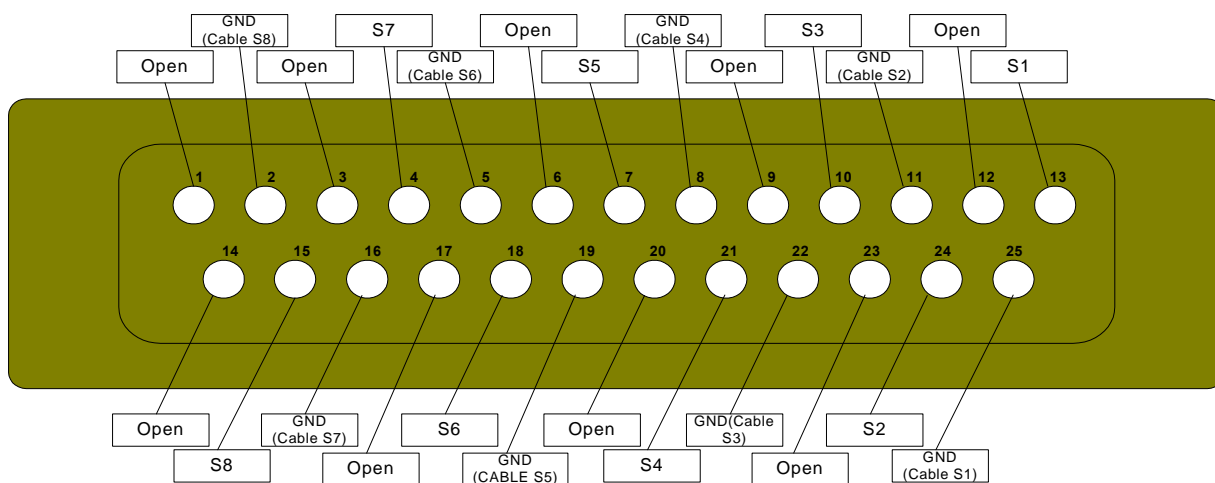 GND
(Cable S8)
S7
Open
GND
(Cable S4)
S3
Open
Open
Open
GND
(Cable S6)
S5
Open
GND
(Cable S2)
S1
1 2 3 4 5 6 7 8 9 10 11 12 13
14 15 16 17 18 19 20 21 22 23 24 25
Open
GND
(Cable S7)
S6
Open
GND(Cable
S3)
S2
S8
Open
GND
(CABLE S5)
S4
Open
GND
(Cable S1)